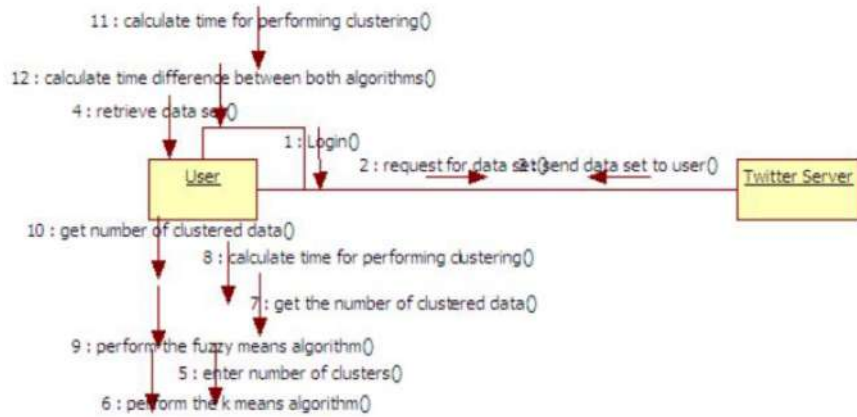 11 : calculate time for performing clustering()
12 : calculate time difference between both algorithms()
4 : retrieve data set()
1 : Login()
2 : request for data set()
3 : send data set to user()
User
Twitter Server
10 : get number of clustered data()
8 : calculate time for performing clustering()
7 : get the number of clustered data()
9 : perform the fuzzy means algorithm()
5 : enter number of clusters()
6 : perform the k means algorithm()